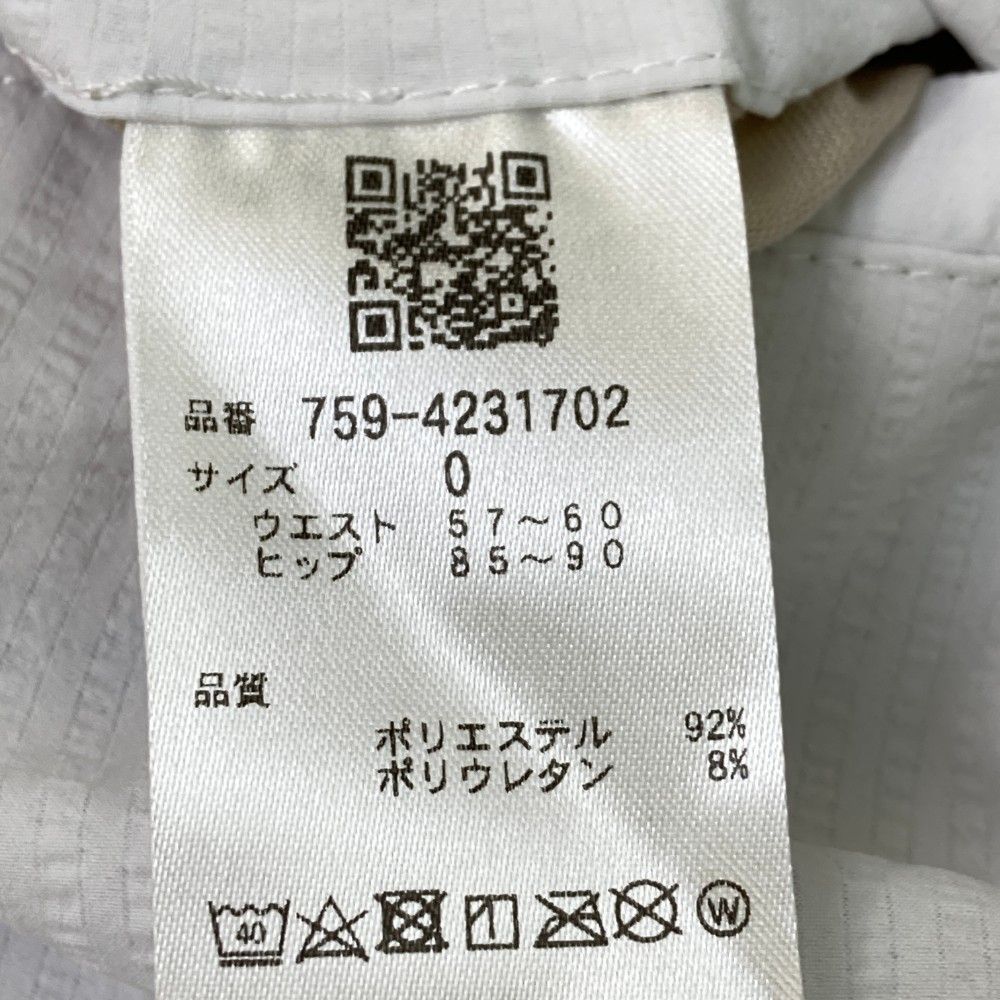 品番 759-4231702
サイズ 0
ウエスト 57～60
ヒップ 85～90
品質
ポリエステル 92%
ポリウレタン 8%
40 W